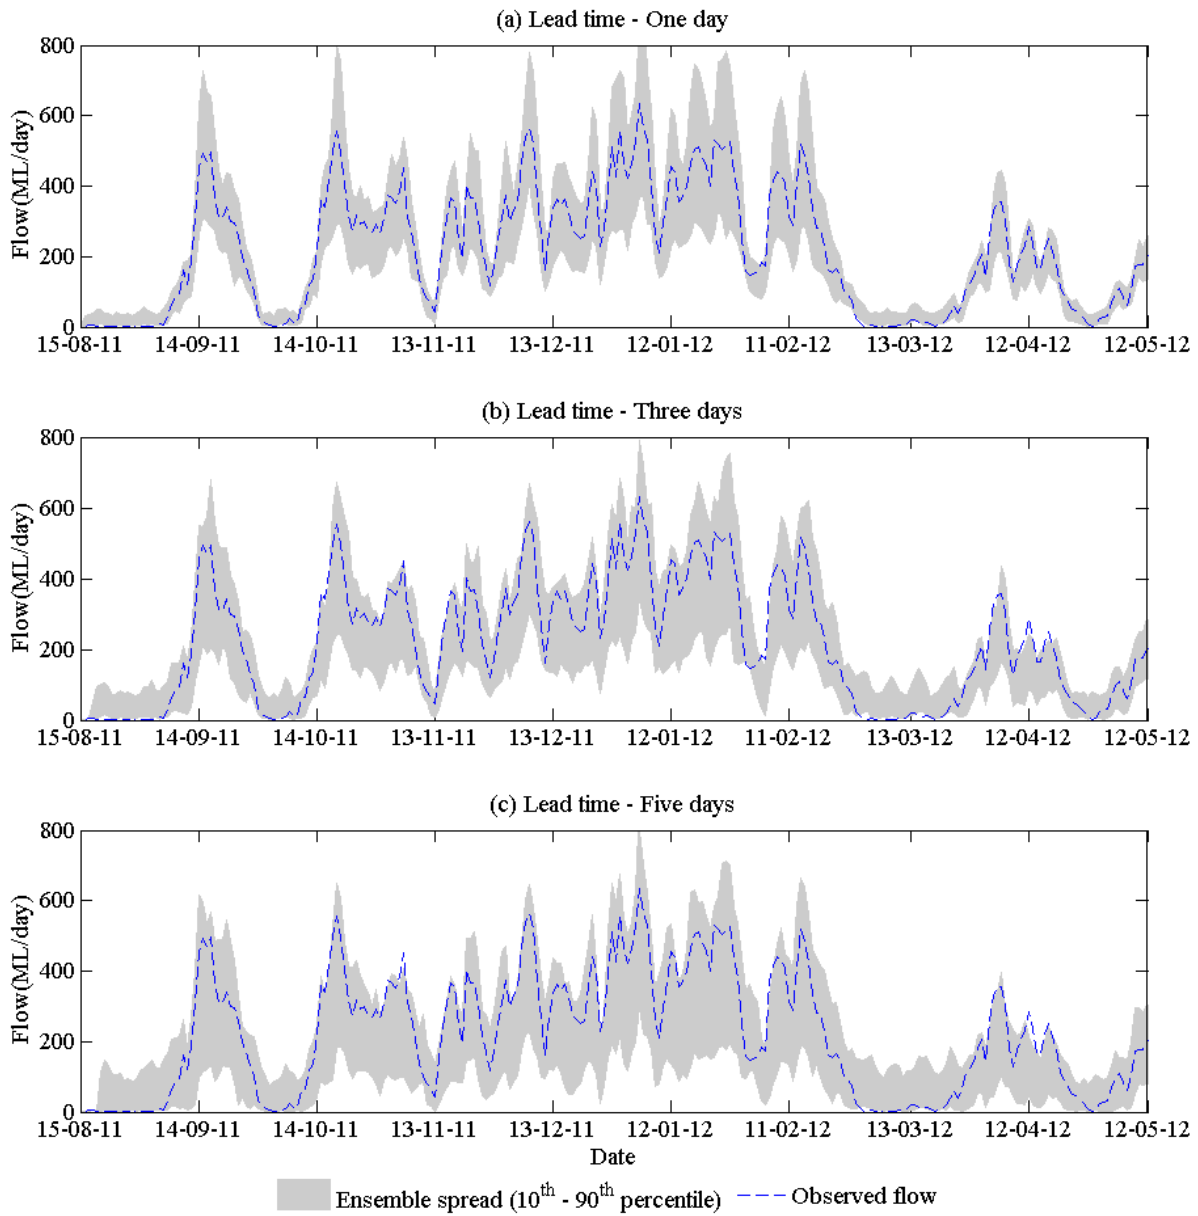 (a) Lead time - One day
800
600
400
200
0
Flow(ML/day)
15-08-11 14-09-11 14-10-11 13-11-11 13-12-11 12-01-12 11-02-12 13-03-12 12-04-12 12-05-12
(b) Lead time - Three days
800
600
400
200
0
Flow(ML/day)
15-08-11 14-09-11 14-10-11 13-11-11 13-12-11 12-01-12 11-02-12 13-03-12 12-04-12 12-05-12
(c) Lead time - Five days
800
600
400
200
0
Flow(ML/day)
15-08-11 14-09-11 14-10-11 13-11-11 13-12-11 12-01-12 11-02-12 13-03-12 12-04-12 12-05-12
Date
Ensemble spread (10th - 90th percentile) Observed flow